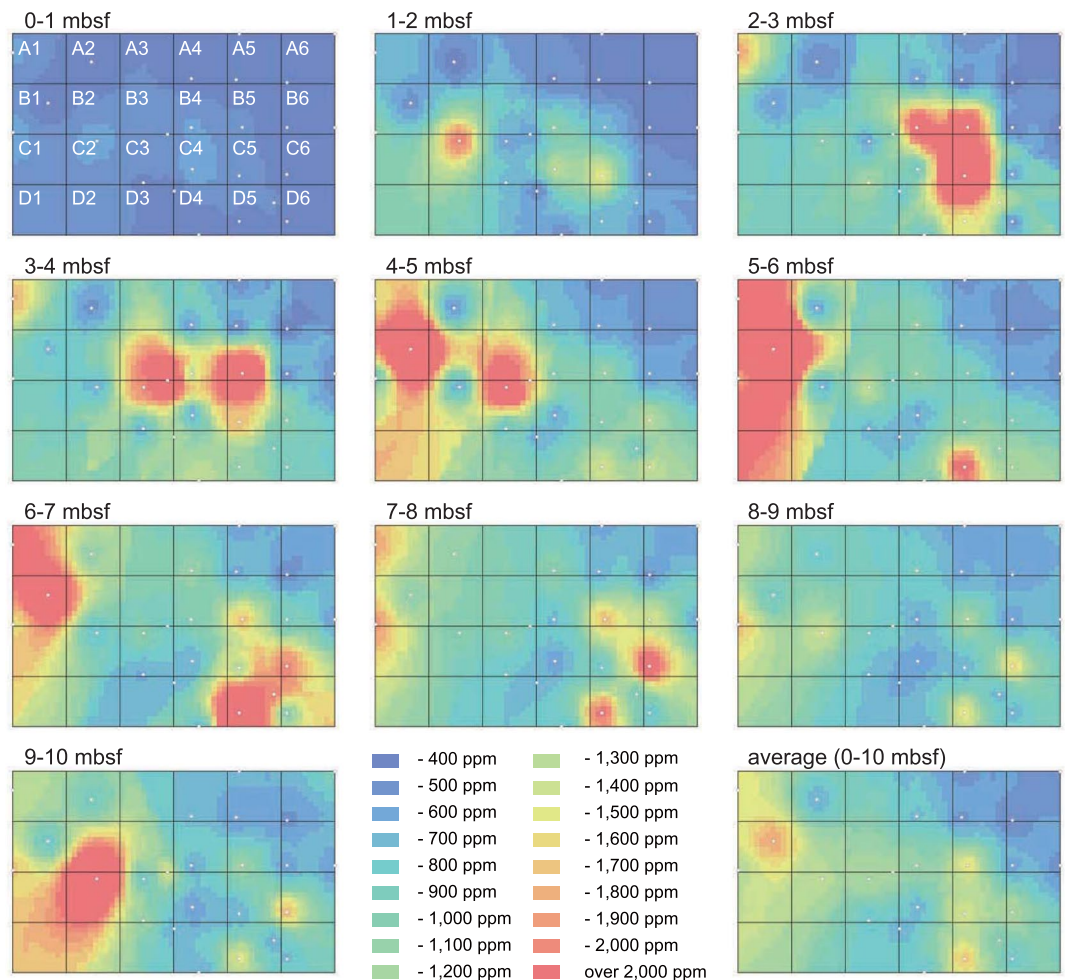 0-1 mbsf
1-2 mbsf
2-3 mbsf
A1 A2 A3 A4 A5 A6
B1 B2 B3 B4 B5 B6
C1 C2 C3 C4 C5 C6
D1 D2 D3 D4 D5 D6
3-4 mbsf
4-5 mbsf
5-6 mbsf
6-7 mbsf
7-8 mbsf
8-9 mbsf
9-10 mbsf
- 400 ppm
- 500 ppm
- 600 ppm
- 700 ppm
- 800 ppm
- 900 ppm
- 1,000 ppm
- 1,100 ppm
- 1,200 ppm
- 1,300 ppm
- 1,400 ppm
- 1,500 ppm
- 1,600 ppm
- 1,700 ppm
- 1,800 ppm
- 1,900 ppm
- 2,000 ppm
over 2,000 ppm
average (0-10 mbsf)